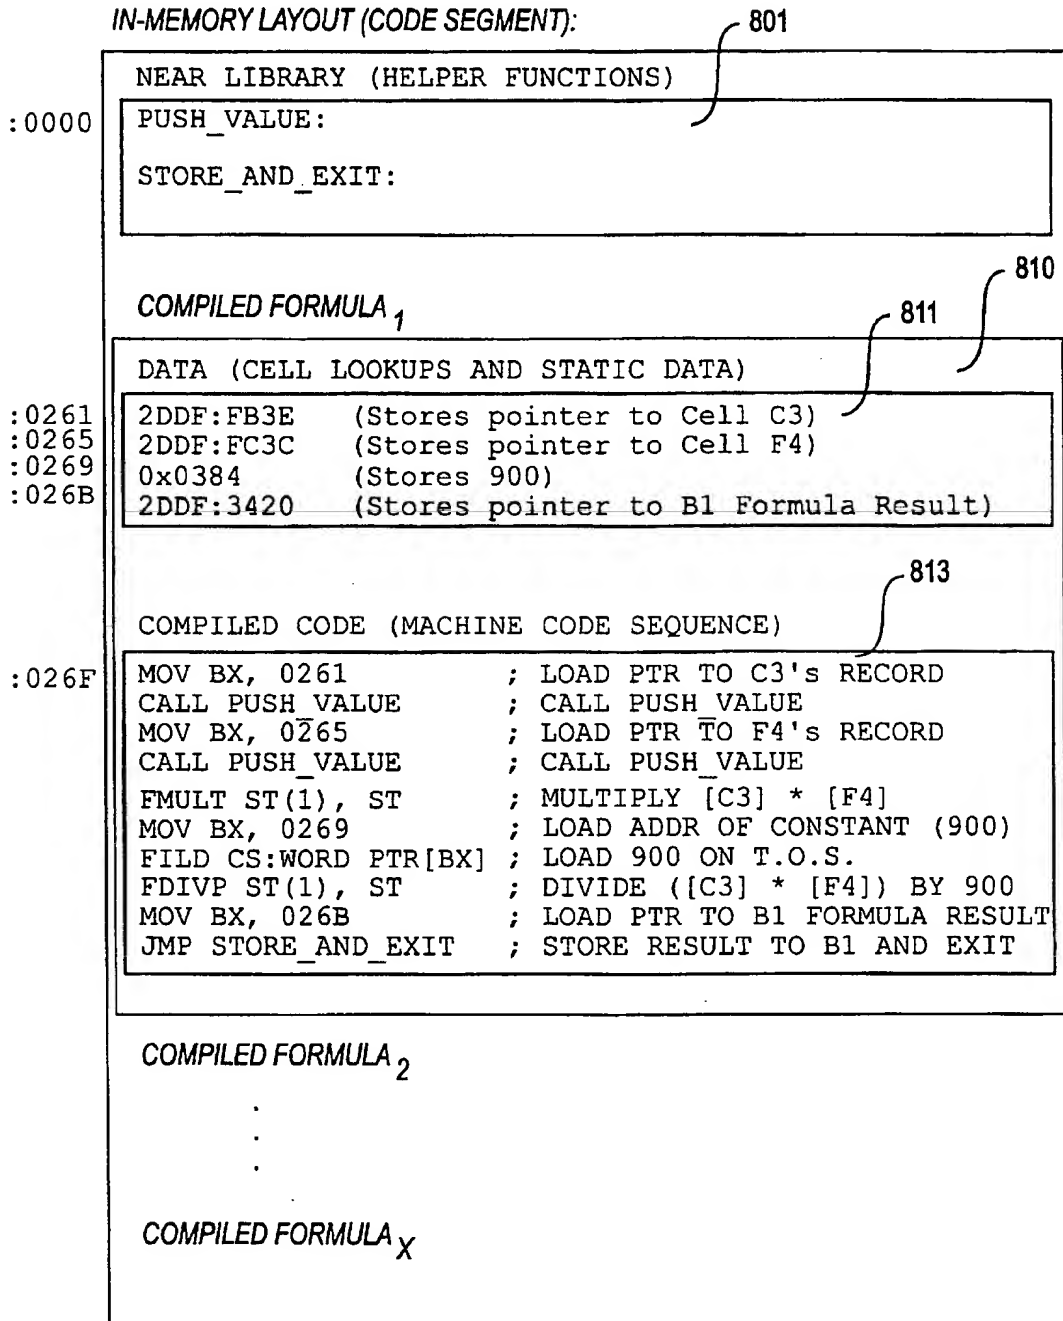 IN-MEMORY LAYOUT (CODE SEGMENT):
801
NEAR LIBRARY (HELPER FUNCTIONS)
:0000 PUSH_VALUE:
STORE_AND_EXIT:
810
COMPILED FORMULA 1
811
DATA (CELL LOOKUPS AND STATIC DATA)
:0261 2DDF:FB3E (Stores pointer to Cell C3)
:0265 2DDF:FC3C (Stores pointer to Cell F4)
:0269 0x0384 (Stores 900)
:026B 2DDF:3420 (Stores pointer to B1 Formula Result)
813
COMPILED CODE (MACHINE CODE SEQUENCE)
:026F MOV BX, 0261 ; LOAD PTR TO C3's RECORD
CALL PUSH_VALUE ; CALL PUSH_VALUE
MOV BX, 0265 ; LOAD PTR TO F4's RECORD
CALL PUSH_VALUE ; CALL PUSH_VALUE
FMULT ST(1), ST ; MULTIPLY [C3] * [F4]
MOV BX, 0269 ; LOAD ADDR OF CONSTANT (900)
FILD CS:WORD PTR[BX] ; LOAD 900 ON T.O.S.
FDIVP ST(1), ST ; DIVIDE ([C3] * [F4]) BY 900
MOV BX, 026B ; LOAD PTR TO B1 FORMULA RESULT
JMP STORE_AND_EXIT ; STORE RESULT TO B1 AND EXIT
COMPILED FORMULA 2
.
.
.
COMPILED FORMULA X